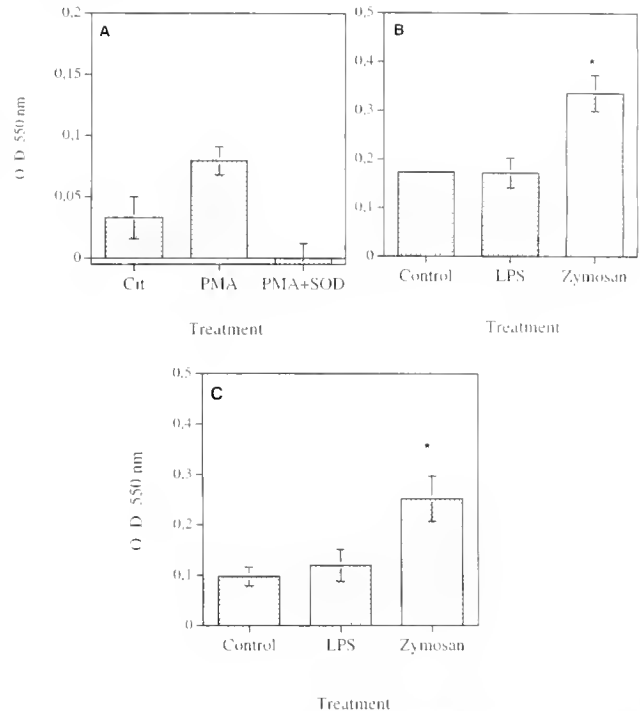 A
0,2
0,15
0,1
0,05
0
O D 550 nm
Crt PMA PMA+SOD
Treatment
B
0,5
0,4
0,3
0,2
0,1
0
*
Control LPS Zymosan
Treatment
C
0,5
0,4
0,3
0,2
0,1
0
O D 550 nm
*
Control LPS Zymosan
Treatment